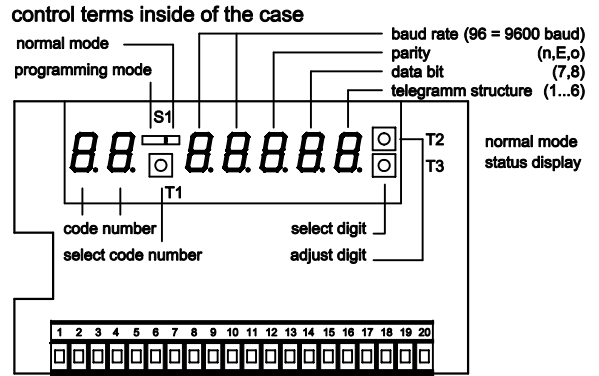 control terms inside of the case
normal mode
programming mode
baud rate (96 = 9600 baud)
parity (n,E,o)
data bit (7,8)
telegramm structure (1...6)
S1
8.8. 8.8.8.8.8.
T2
T3
T1
normal mode
status display
code number
select code number
select digit
adjust digit
1 2 3 4 5 6 7 8 9 10 11 12 13 14 15 16 17 18 19 20